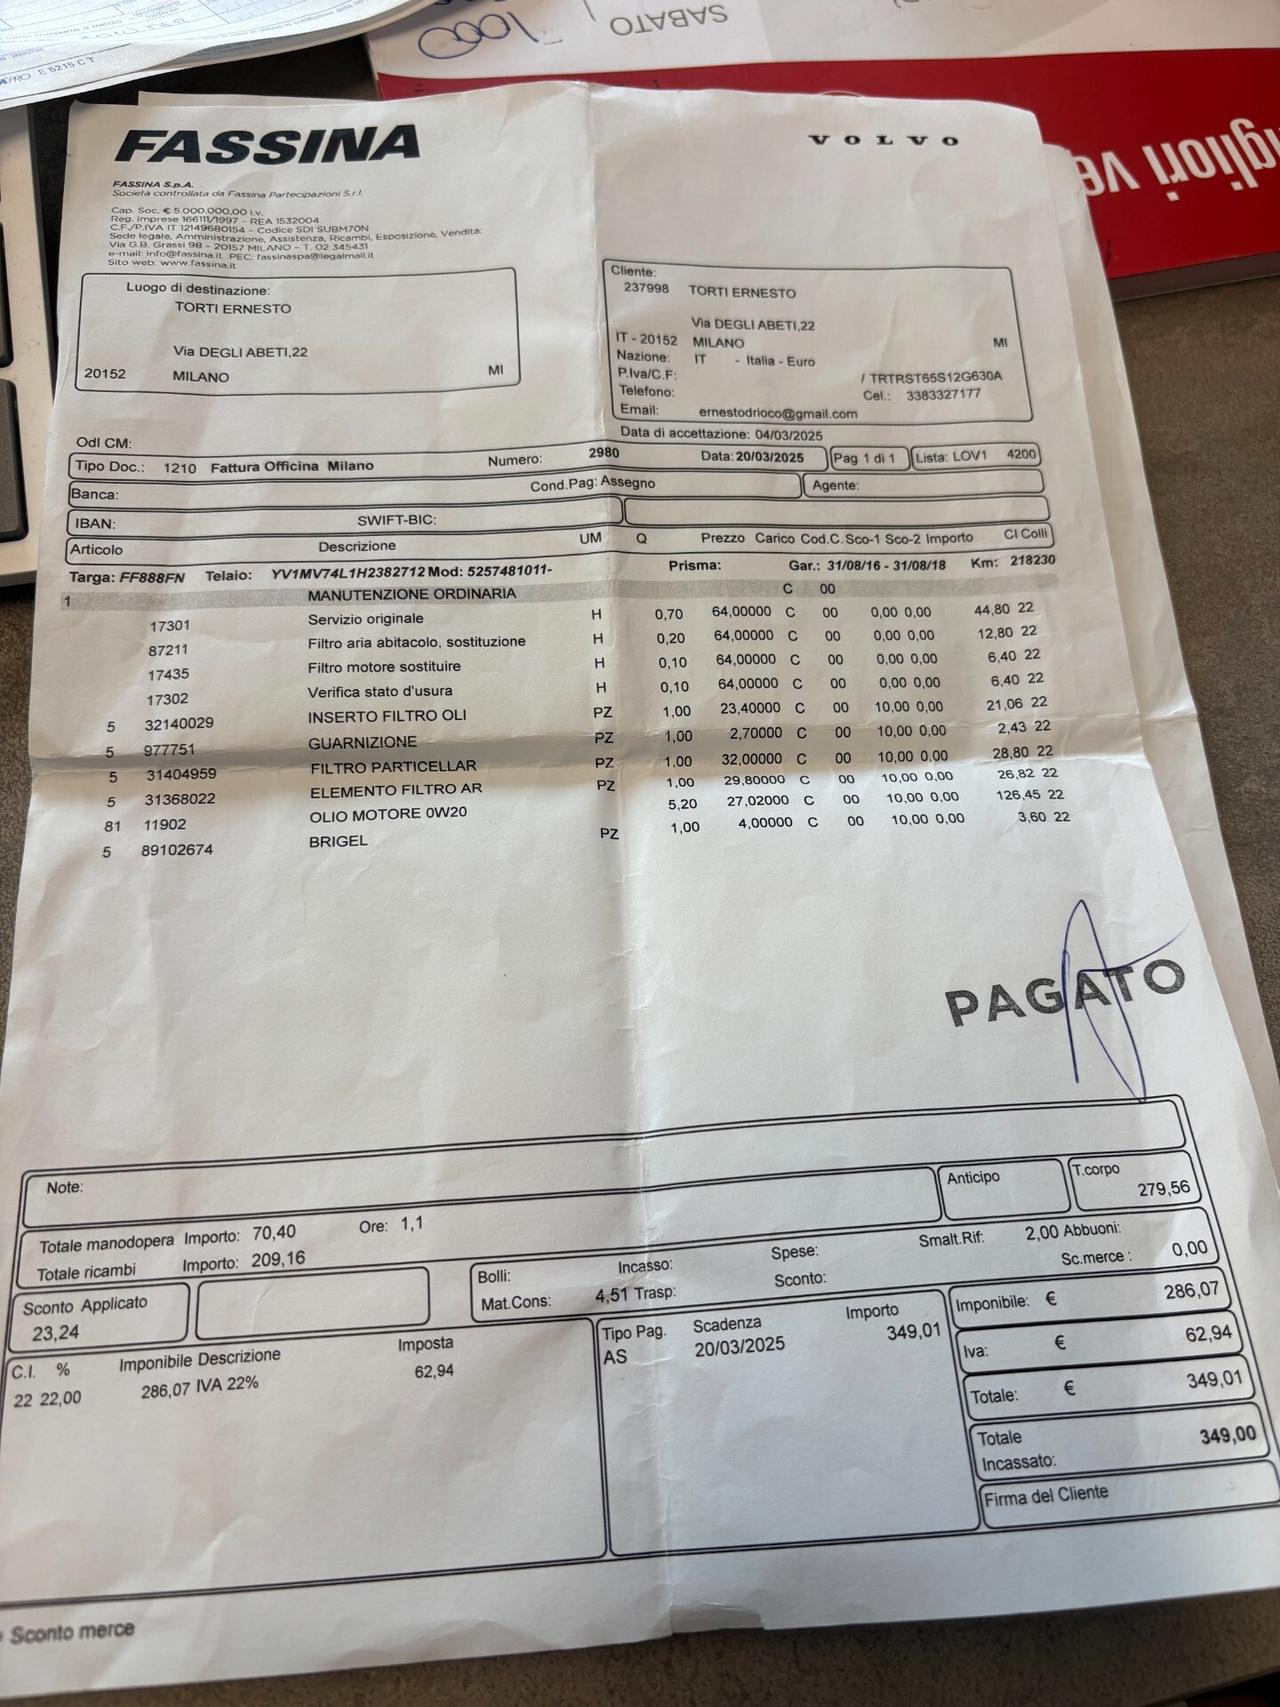 E 5215 C T
SABATO
igliori ve
FASSINA
VOLVO
FASSINA S.p.A.
Società controllata da Fassina Partecipazioni S.r.l.
Cap. Soc. € 5.000.000,00 i.v.
Reg. imprese 166111/1997 - REA 1532004
C.F./P.IVA IT 12149680154 - Codice SDI SUBM70N
Sede legale, Amministrazione, Assistenza, Ricambi, Esposizione, Vendita:
Via G.B. Grassi 98 - 20157 MILANO - T. 02 345431
e-mail: info@fassina.it PEC: fassinaspa@legalmail.it
Sito web: www.fassina.it
Luogo di destinazione:
TORTI ERNESTO
Via DEGLI ABETI,22
20152 MILANO MI
Cliente:
237998 TORTI ERNESTO
Via DEGLI ABETI,22
IT - 20152 MILANO MI
Nazione: IT - Italia - Euro
P.Iva/C.F: / TRTRST65S12G630A
Telefono: Cel.: 3383327177
Email: ernestodrioco@gmail.com
Odl CM: Data di accettazione: 04/03/2025
Tipo Doc.: 1210 Fattura Officina Milano Numero: 2980 Data: 20/03/2025 Pag 1 di 1 Lista: LOV1 4200
Banca: Cond.Pag: Assegno Agente:
IBAN: SWIFT-BIC:
Articolo Descrizione UM Q Prezzo Carico Cod.C. Sco-1 Sco-2 Importo CI Colli
Targa: FF888FN Telaio: YV1MV74L1H2382712 Mod: 5257481011- Prisma: Gar.: 31/08/16 - 31/08/18 Km: 218230
1 MANUTENZIONE ORDINARIA C 00
17301 Servizio originale H 0,70 64,00000 C 00 0,00 0,00 44,80 22
87211 Filtro aria abitacolo, sostituzione H 0,20 64,00000 C 00 0,00 0,00 12,80 22
17435 Filtro motore sostituire H 0,10 64,00000 C 00 0,00 0,00 6,40 22
17302 Verifica stato d'usura H 0,10 64,00000 C 00 0,00 0,00 6,40 22
5 32140029 INSERTO FILTRO OLI PZ 1,00 23,40000 C 00 10,00 0,00 21,06 22
5 977751 GUARNIZIONE PZ 1,00 2,70000 C 00 10,00 0,00 2,43 22
5 31404959 FILTRO PARTICELLAR PZ 1,00 32,00000 C 00 10,00 0,00 28,80 22
5 31368022 ELEMENTO FILTRO AR PZ 1,00 29,80000 C 00 10,00 0,00 26,82 22
81 11902 OLIO MOTORE 0W20 5,20 27,02000 C 00 10,00 0,00 126,45 22
5 89102674 BRIGEL PZ 1,00 4,00000 C 00 10,00 0,00 3,60 22
PAGATO
Note:
Anticipo T.corpo
279,56
Totale manodopera Importo: 70,40 Ore: 1,1
Totale ricambi Importo: 209,16
Bolli: Incasso: Spese: Smalt.Rif: 2,00 Abbuoni:
Mat.Cons: 4,51 Trasp: Sconto: Sc.merce : 0,00
Sconto Applicato
23,24
C.I. % Imponibile Descrizione Imposta
22 22,00 286,07 IVA 22% 62,94
Tipo Pag. Scadenza Importo
AS 20/03/2025 349,01
Imponibile: € 286,07
Iva: € 62,94
Totale: € 349,01
Totale
Incassato: 349,00
Firma del Cliente
Sconto merce